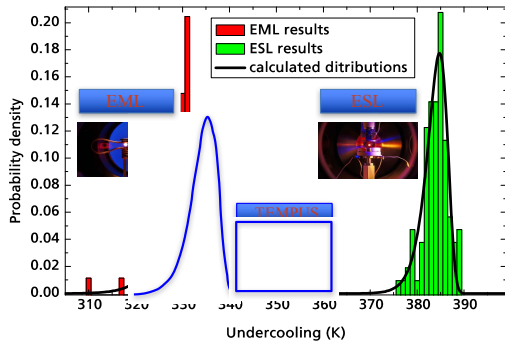 0.20
0.18
0.16
0.14
0.12
0.10
0.08
0.06
0.04
0.02
0.00
Probability density
EML results
ESL results
calculated ditributions
EML
ESL
TEMPUS
310 320 330 340 350 360 370 380 390
Undercooling (K)